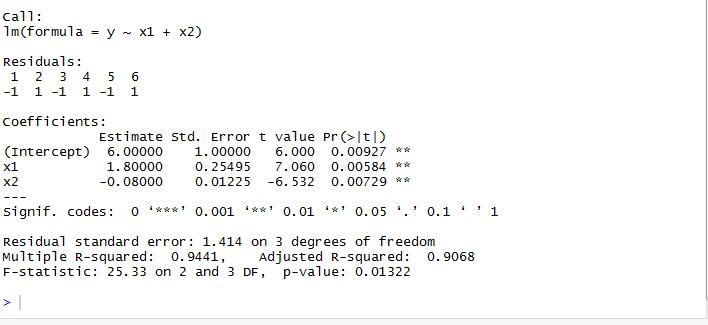 Call:
lm(formula = y ~ x1 + x2)
Residuals:
 1  2  3  4  5  6
-1  1 -1  1 -1  1
Coefficients:
            Estimate Std. Error t value Pr(>|t|)
(Intercept)  6.00000    1.00000   6.000  0.00927 **
x1           1.80000    0.25495   7.060  0.00584 **
x2          -0.08000    0.01225  -6.532  0.00729 **
---
Signif. codes:  0 ‘***’ 0.001 ‘**’ 0.01 ‘*’ 0.05 ‘.’ 0.1 ‘ ’ 1
Residual standard error: 1.414 on 3 degrees of freedom
Multiple R-squared:  0.9441,    Adjusted R-squared:  0.9068
F-statistic: 25.33 on 2 and 3 DF,  p-value: 0.01322
>